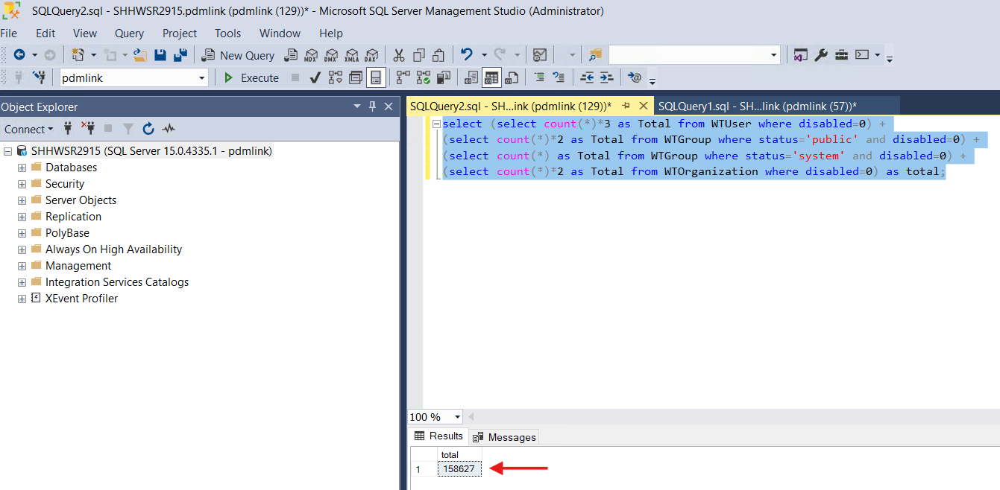 SQLQuery2.sql - SHHWSR2915.pdmlink (pdmlink (129))* - Microsoft SQL Server Management Studio (Administrator)
File Edit View Query Project Tools Window Help
New Query MDX DMX XMLA DAX
pdmlink Execute
Object Explorer
Connect
SHHWSR2915 (SQL Server 15.0.4335.1 - pdmlink)
Databases
Security
Server Objects
Replication
PolyBase
Always On High Availability
Management
Integration Services Catalogs
XEvent Profiler
SQLQuery2.sql - SH...ink (pdmlink (129))* SQLQuery1.sql - SH...link (pdmlink (57))*
select (select count(*)*3 as Total from WTUser where disabled=0) +
(select count(*)*2 as Total from WTGroup where status='public' and disabled=0) +
(select count(*) as Total from WTGroup where status='system' and disabled=0) +
(select count(*)*2 as Total from WTOrganization where disabled=0) as total;
100 %
Results Messages
total
1 158627